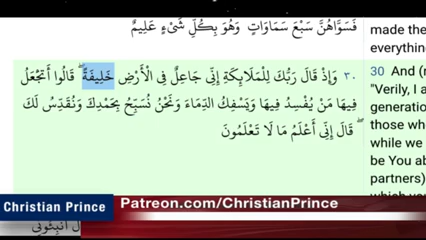 فَسَوَّاهُنَّ سَبْعَ سَمَاوَاتٍ وَهُوَ بِكُلِّ شَيْءٍ عَلِيمٌ
made the
everything
٣٠ وَإِذْ قَالَ رَبُّكَ لِلْمَلَائِكَةِ إِنِّي جَاعِلٌ فِي الْأَرْضِ خَلِيفَةً ۖ قَالُوا أَتَجْعَلُ
فِيهَا مَنْ يُفْسِدُ فِيهَا وَيَسْفِكُ الدِّمَاءَ وَنَحْنُ نُسَبِّحُ بِحَمْدِكَ وَنُقَدِّسُ لَكَ
ۖ قَالَ إِنِّي أَعْلَمُ مَا لَا تَعْلَمُونَ
30 And (
"Verily, I a
generation
those wh
while we
be You ab
partners)
Christian Prince
Patreon.com/ChristianPrince